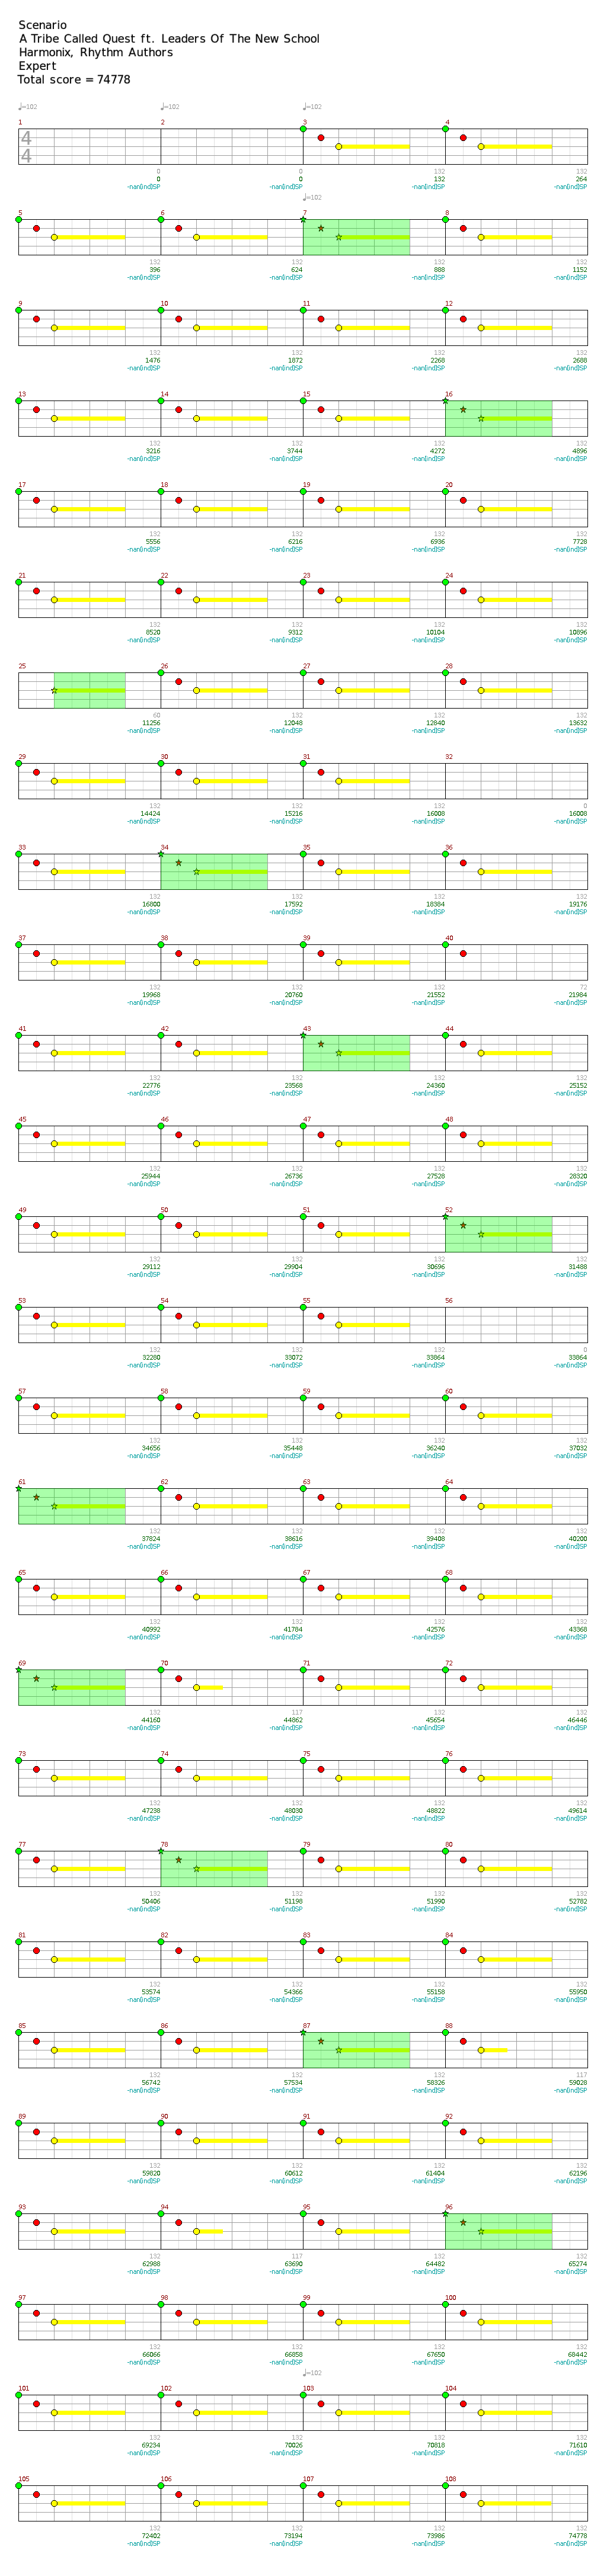 Scenario
A Tribe Called Quest ft. Leaders Of The New School
Harmonix, Rhythm Authors
Expert
Total score = 74778
♩=102 ♩=102 ♩=102
1 2 3 4
4
4
0 0 132 132
0 0 132 264
-nan(ind)SP -nan(ind)SP -nan(ind)SP -nan(ind)SP
♩=102
5 6 7 8
132 132 132 132
396 624 888 1152
-nan(ind)SP -nan(ind)SP -nan(ind)SP -nan(ind)SP
9 10 11 12
132 132 132 132
1476 1872 2268 2688
-nan(ind)SP -nan(ind)SP -nan(ind)SP -nan(ind)SP
13 14 15 16
132 132 132 132
3216 3744 4272 4896
-nan(ind)SP -nan(ind)SP -nan(ind)SP -nan(ind)SP
17 18 19 20
132 132 132 132
5556 6216 6936 7728
-nan(ind)SP -nan(ind)SP -nan(ind)SP -nan(ind)SP
21 22 23 24
132 132 132 132
8520 9312 10104 10896
-nan(ind)SP -nan(ind)SP -nan(ind)SP -nan(ind)SP
25 26 27 28
60 132 132 132
11256 12048 12840 13632
-nan(ind)SP -nan(ind)SP -nan(ind)SP -nan(ind)SP
29 30 31 32
132 132 132 0
14424 15216 16008 16008
-nan(ind)SP -nan(ind)SP -nan(ind)SP -nan(ind)SP
33 34 35 36
132 132 132 132
16800 17592 18384 19176
-nan(ind)SP -nan(ind)SP -nan(ind)SP -nan(ind)SP
37 38 39 40
132 132 132 72
19968 20760 21552 21984
-nan(ind)SP -nan(ind)SP -nan(ind)SP -nan(ind)SP
41 42 43 44
132 132 132 132
22776 23568 24360 25152
-nan(ind)SP -nan(ind)SP -nan(ind)SP -nan(ind)SP
45 46 47 48
132 132 132 132
25944 26736 27528 28320
-nan(ind)SP -nan(ind)SP -nan(ind)SP -nan(ind)SP
49 50 51 52
132 132 132 132
29112 29904 30696 31488
-nan(ind)SP -nan(ind)SP -nan(ind)SP -nan(ind)SP
53 54 55 56
132 132 132 0
32280 33072 33864 33864
-nan(ind)SP -nan(ind)SP -nan(ind)SP -nan(ind)SP
57 58 59 60
132 132 132 132
34656 35448 36240 37032
-nan(ind)SP -nan(ind)SP -nan(ind)SP -nan(ind)SP
61 62 63 64
132 132 132 132
37824 38616 39408 40200
-nan(ind)SP -nan(ind)SP -nan(ind)SP -nan(ind)SP
65 66 67 68
132 132 132 132
40992 41784 42576 43368
-nan(ind)SP -nan(ind)SP -nan(ind)SP -nan(ind)SP
69 70 71 72
132 117 132 132
44160 44862 45654 46446
-nan(ind)SP -nan(ind)SP -nan(ind)SP -nan(ind)SP
73 74 75 76
132 132 132 132
47238 48030 48822 49614
-nan(ind)SP -nan(ind)SP -nan(ind)SP -nan(ind)SP
77 78 79 80
132 132 132 132
50406 51198 51990 52782
-nan(ind)SP -nan(ind)SP -nan(ind)SP -nan(ind)SP
81 82 83 84
132 132 132 132
53574 54366 55158 55950
-nan(ind)SP -nan(ind)SP -nan(ind)SP -nan(ind)SP
85 86 87 88
132 132 132 117
56742 57534 58326 59028
-nan(ind)SP -nan(ind)SP -nan(ind)SP -nan(ind)SP
89 90 91 92
132 132 132 132
59820 60612 61404 62196
-nan(ind)SP -nan(ind)SP -nan(ind)SP -nan(ind)SP
93 94 95 96
132 117 132 132
62988 63690 64482 65274
-nan(ind)SP -nan(ind)SP -nan(ind)SP -nan(ind)SP
97 98 99 100
132 132 132 132
66066 66858 67650 68442
-nan(ind)SP -nan(ind)SP -nan(ind)SP -nan(ind)SP
♩=102
101 102 103 104
132 132 132 132
69234 70026 70818 71610
-nan(ind)SP -nan(ind)SP -nan(ind)SP -nan(ind)SP
105 106 107 108
132 132 132 132
72402 73194 73986 74778
-nan(ind)SP -nan(ind)SP -nan(ind)SP -nan(ind)SP